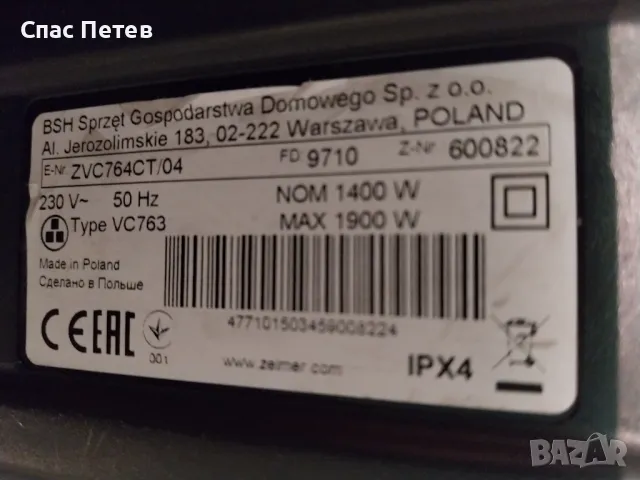 Спас Петев
BSH Sprzęt Gospodarstwa Domowego Sp. z o.o.
Al. Jerozolimskie 183, 02-222 Warszawa, POLAND
E-Nr. ZVC764CT/04 FD 9710 Z-Nr 600822
230 V~ 50 Hz NOM 1400 W
Type VC763 MAX 1900 W
Made in Poland
Сделано в Польше
477101503459008224
CE EAC 001
www.zelmer.com IPX4
BAZAR